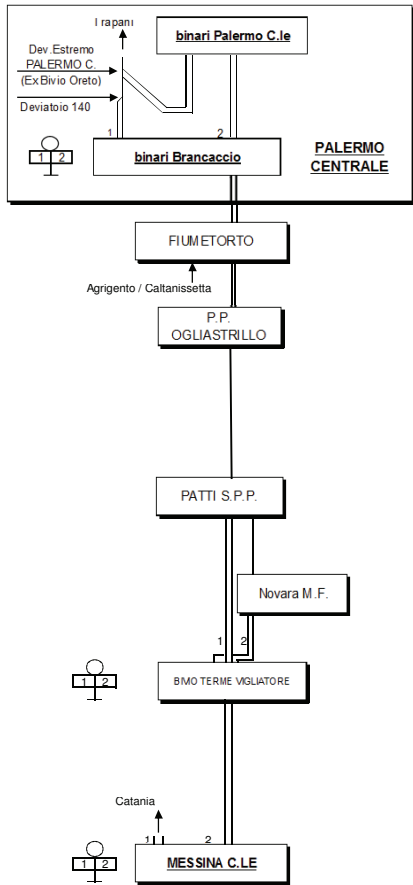 I rapani
binari Palermo C.le
Dev.Estremo
PALERMO C.
(Ex Bivio Oreto)
Deviatoio 140
1
2
1 2
binari Brancaccio
PALERMO
CENTRALE
FIUMETORTO
Agrigento / Caltanissetta
P.P.
OGLIASTRILLO
PATTI S.P.P.
Novara M.F.
1
2
1 2
BIVIO TERME VIGLIATORE
Catania
1
2
1 2
MESSINA C.LE